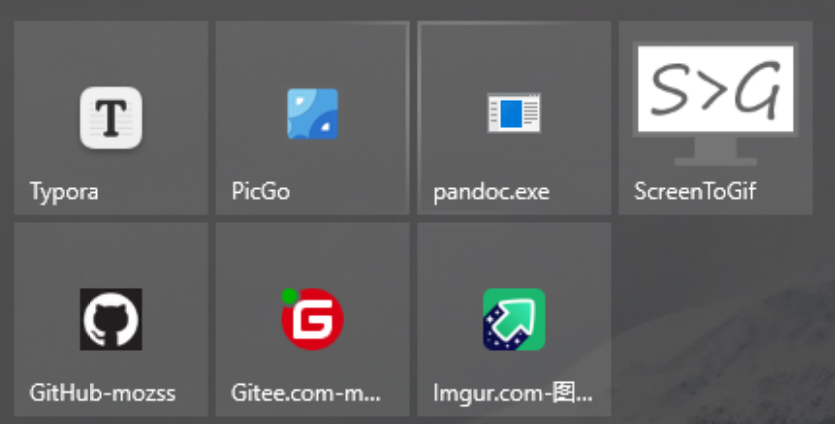 T
S>G
Typora
PicGo
pandoc.exe
ScreenToGif
G
GitHub-mozss
Gitee.com-m...
Imgur.com-图...